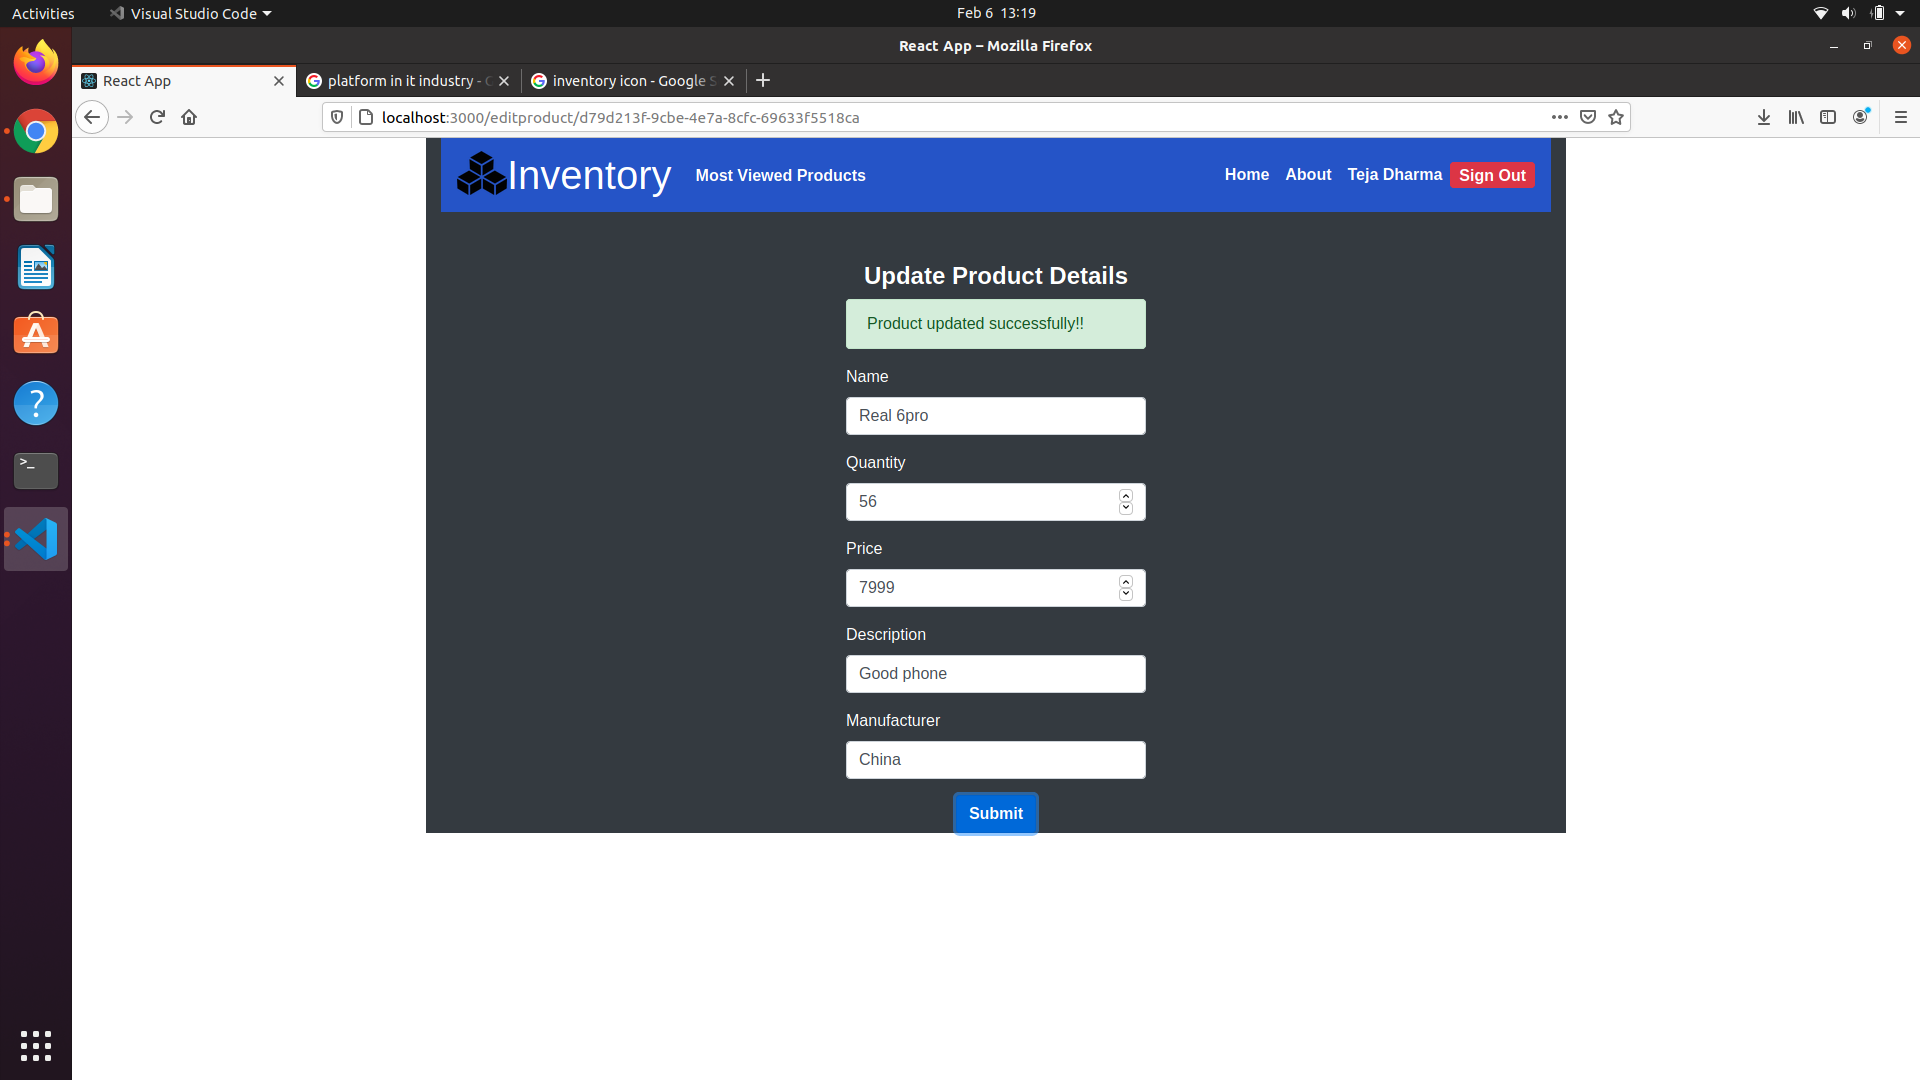 Activities
Visual Studio Code
Feb 6 13:19
React App – Mozilla Firefox
React App
platform in it industry -
inventory icon - Google
localhost:3000/editproduct/d79d213f-9cbe-4e7a-8cfc-69633f5518ca
Inventory
Most Viewed Products
Home
About
Teja Dharma
Sign Out
Update Product Details
Product updated successfully!!
Name
Real 6pro
Quantity
56
Price
7999
Description
Good phone
Manufacturer
China
Submit